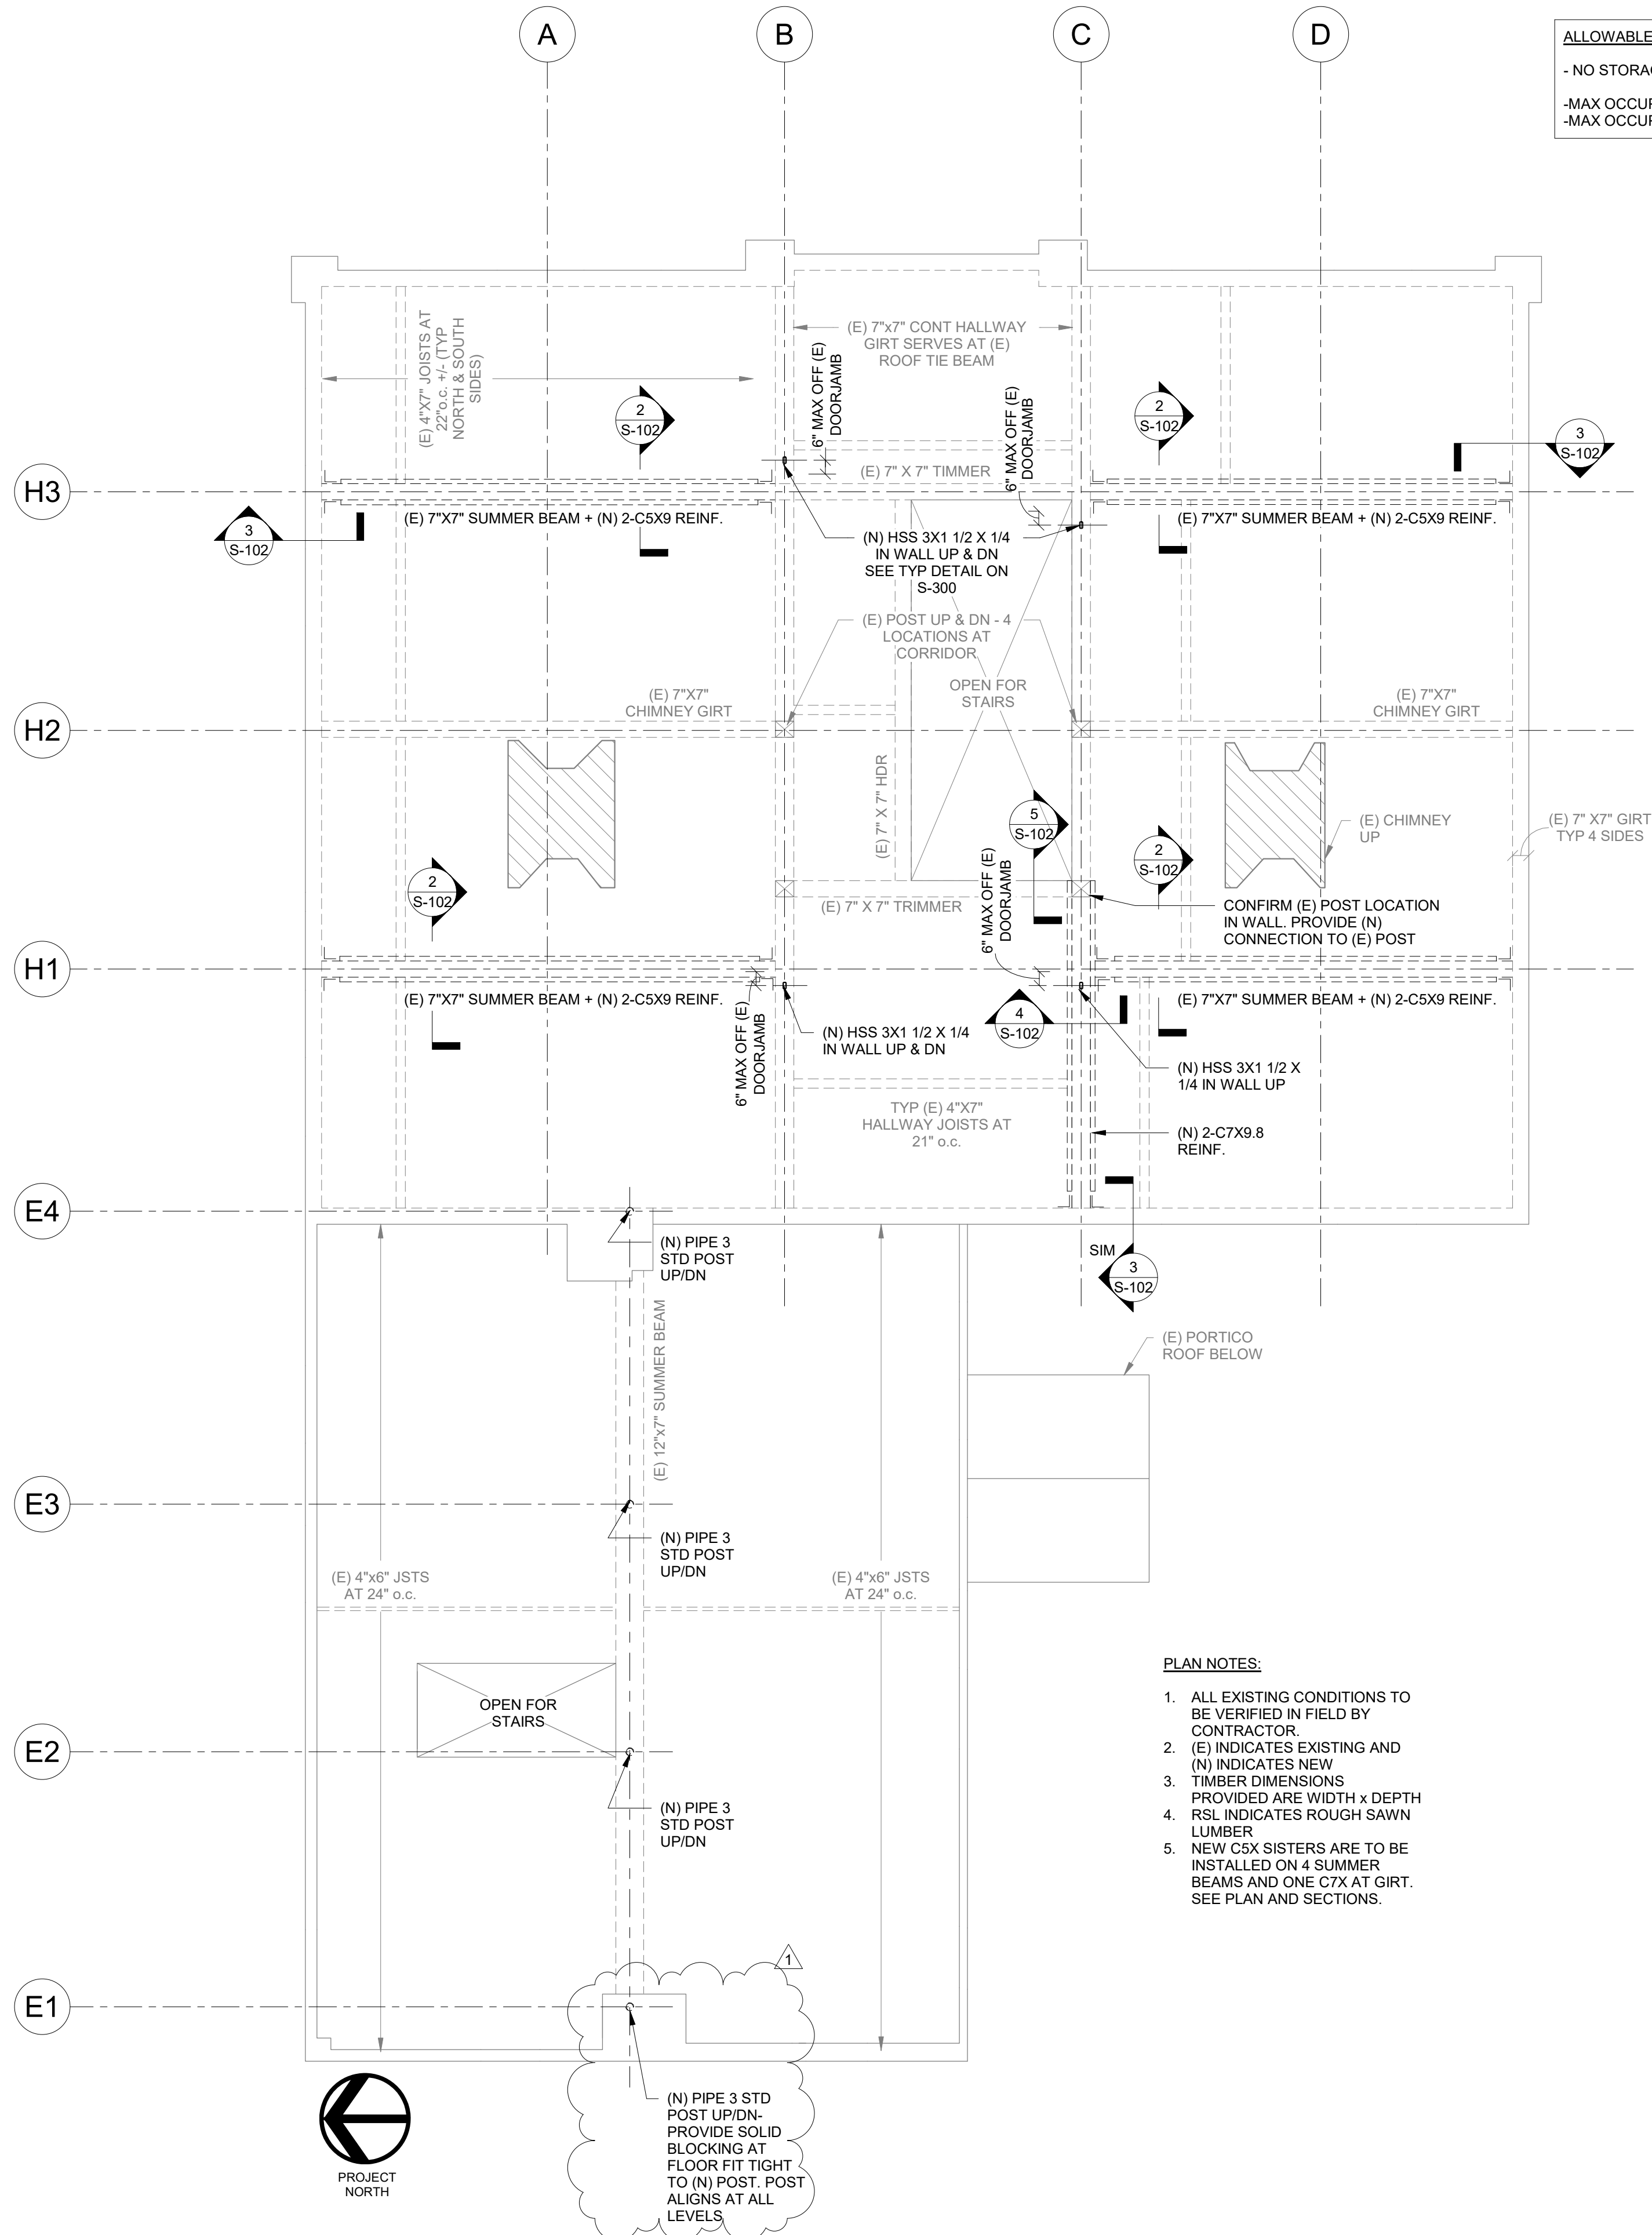 A
B
C
D
ALLOWABLE
- NO STORA
-MAX OCCU
-MAX OCCU
(E) 4"X7" JOISTS AT
22"o.c. +/- (TYP
NORTH & SOUTH
SIDES)
(E) 7"x7" CONT HALLWAY
GIRT SERVES AT (E)
ROOF TIE BEAM
6" MAX OFF (E)
DOORJAMB
6" MAX OFF (E)
DOORJAMB
2
S-102
2
S-102
3
S-102
H3
(E) 7" X 7" TIMMER
(E) 7"X7" SUMMER BEAM + (N) 2-C5X9 REINF.
(E) 7"X7" SUMMER BEAM + (N) 2-C5X9 REINF.
3
S-102
(N) HSS 3X1 1/2 X 1/4
IN WALL UP & DN
SEE TYP DETAIL ON
S-300
(E) POST UP & DN - 4
LOCATIONS AT
CORRIDOR
OPEN FOR
STAIRS
(E) 7"X7"
CHIMNEY GIRT
(E) 7"X7"
CHIMNEY GIRT
H2
(E) 7" X 7" HDR
5
S-102
(E) CHIMNEY
UP
(E) 7" X7" GIRT
TYP 4 SIDES
2
S-102
2
S-102
6" MAX OFF (E)
DOORJAMB
(E) 7" X 7" TRIMMER
CONFIRM (E) POST LOCATION
IN WALL. PROVIDE (N)
CONNECTION TO (E) POST
H1
(E) 7"X7" SUMMER BEAM + (N) 2-C5X9 REINF.
(E) 7"X7" SUMMER BEAM + (N) 2-C5X9 REINF.
6" MAX OFF (E)
DOORJAMB
(N) HSS 3X1 1/2 X 1/4
IN WALL UP & DN
4
S-102
(N) HSS 3X1 1/2 X
1/4 IN WALL UP
TYP (E) 4"X7"
HALLWAY JOISTS AT
21" o.c.
(N) 2-C7X9.8
REINF.
E4
(N) PIPE 3
STD POST
UP/DN
SIM
3
S-102
(E) 12"x7" SUMMER BEAM
(E) PORTICO
ROOF BELOW
E3
(N) PIPE 3
STD POST
UP/DN
(E) 4"x6" JSTS
AT 24" o.c.
(E) 4"x6" JSTS
AT 24" o.c.
OPEN FOR
STAIRS
E2
(N) PIPE 3
STD POST
UP/DN
PLAN NOTES:
1. ALL EXISTING CONDITIONS TO
BE VERIFIED IN FIELD BY
CONTRACTOR.
2. (E) INDICATES EXISTING AND
(N) INDICATES NEW
3. TIMBER DIMENSIONS
PROVIDED ARE WIDTH x DEPTH
4. RSL INDICATES ROUGH SAWN
LUMBER
5. NEW C5X SISTERS ARE TO BE
INSTALLED ON 4 SUMMER
BEAMS AND ONE C7X AT GIRT.
SEE PLAN AND SECTIONS.
1
E1
(N) PIPE 3 STD
POST UP/DN-
PROVIDE SOLID
BLOCKING AT
FLOOR FIT TIGHT
TO (N) POST. POST
ALIGNS AT ALL
LEVELS
PROJECT
NORTH